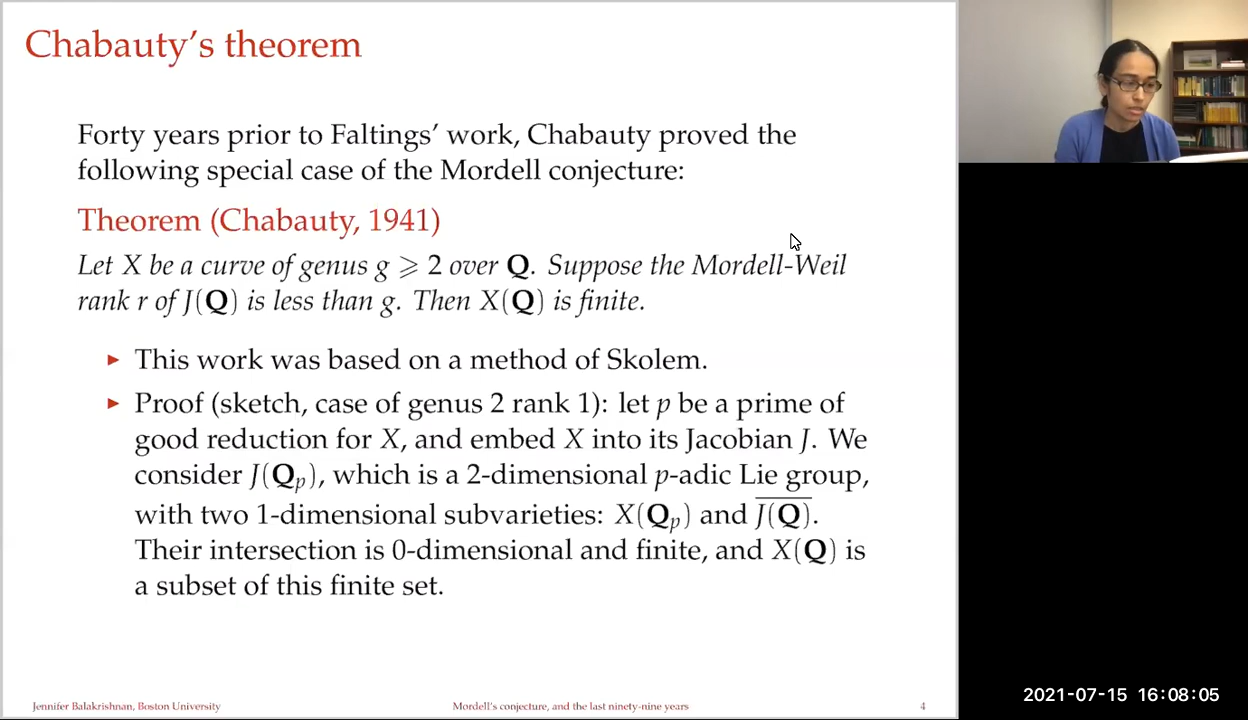 Chabauty's theorem
Forty years prior to Faltings' work, Chabauty proved the
following special case of the Mordell conjecture:
Theorem (Chabauty, 1941)
Let X be a curve of genus g ⩾ 2 over Q. Suppose the Mordell-Weil
rank r of J(Q) is less than g. Then X(Q) is finite.
▶ This work was based on a method of Skolem.
▶ Proof (sketch, case of genus 2 rank 1): let p be a prime of
good reduction for X, and embed X into its Jacobian J. We
consider J(Qₚ), which is a 2-dimensional p-adic Lie group,
with two 1-dimensional subvarieties: X(Qₚ) and J(Q)̅.
Their intersection is 0-dimensional and finite, and X(Q) is
a subset of this finite set.
Jennifer Balakrishnan, Boston University
Mordell's conjecture, and the last ninety-nine years
4
2021-07-15 16:08:05